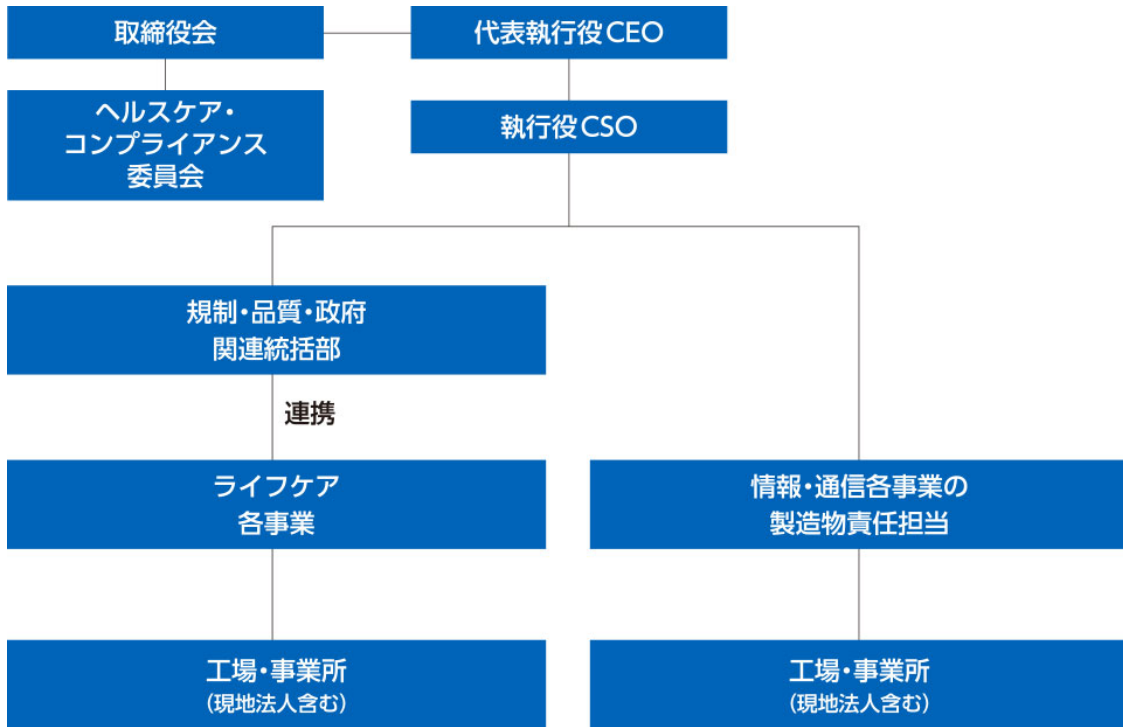 取締役会
代表執行役CEO
ヘルスケア・
コンプライアンス
委員会
執行役CSO
規制・品質・政府
関連統括部
連携
ライフケア
各事業
情報・通信各事業の
製造物責任担当
工場・事業所
(現地法人含む)
工場・事業所
(現地法人含む)